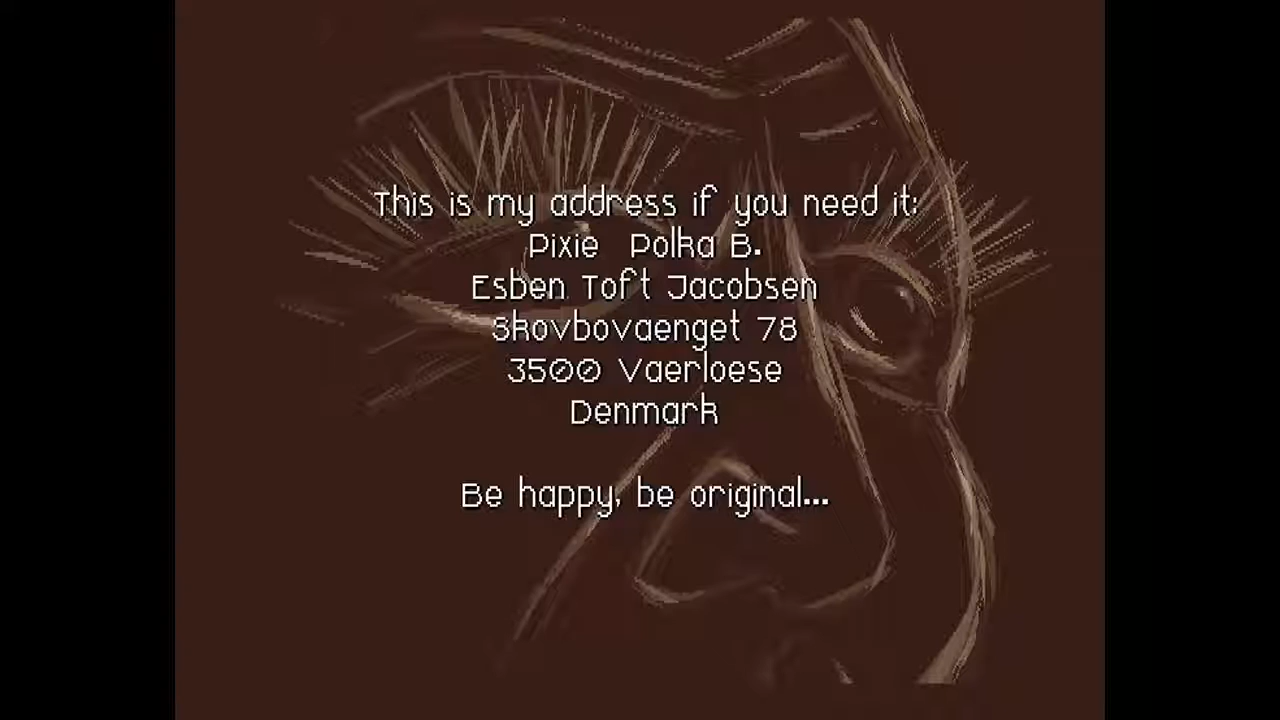 This is my address if you need it:
Pixie Polka B.
Esben Toft Jacobsen
Skovbovaenget 78
3500 Vaerloese
Denmark
Be happy, be original...